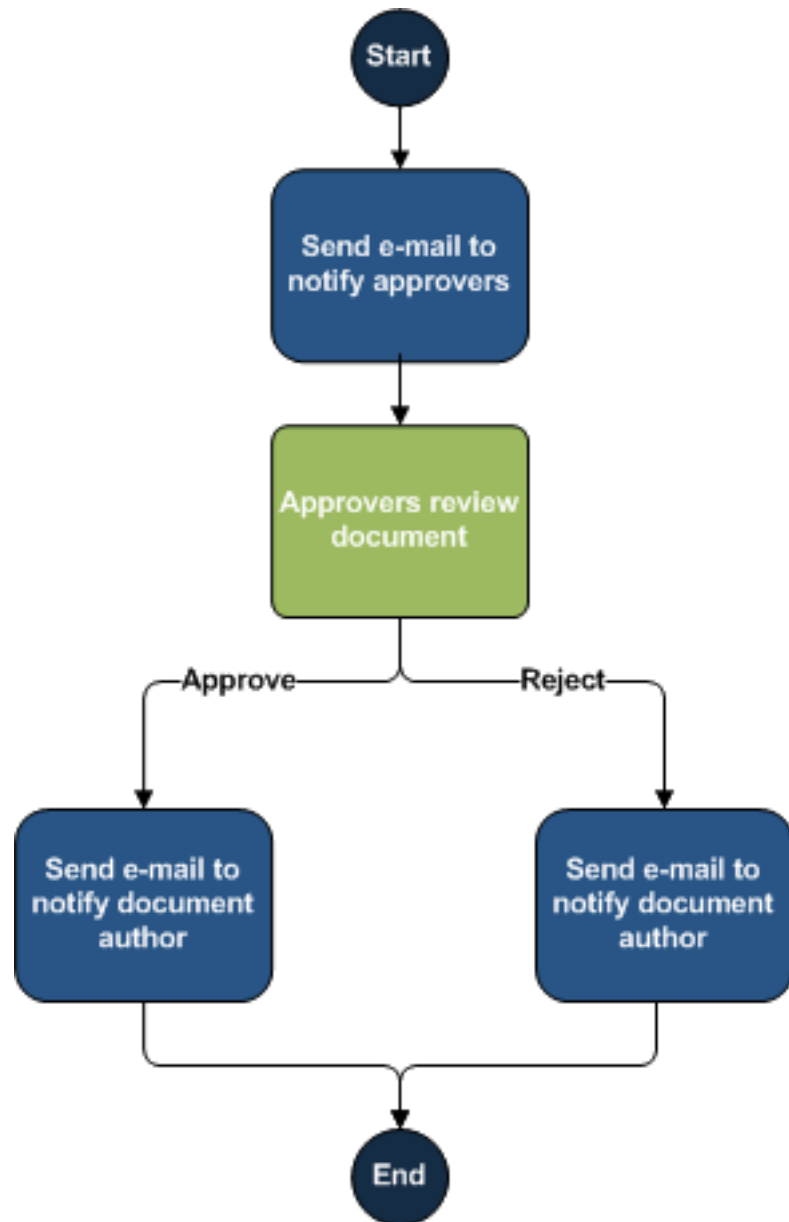 Start
Send e-mail to
notify approvers
Approvers review
document
Approve
Reject
Send e-mail to
notify document
author
Send e-mail to
notify document
author
End